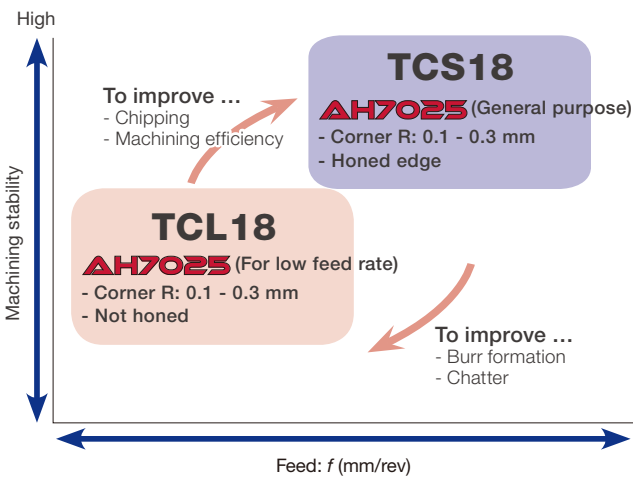 High
TCS18
AH7025 (General purpose)
- Corner R: 0.1 - 0.3 mm
- Honed edge
To improve ...
- Chipping
- Machining efficiency
TCL18
AH7025 (For low feed rate)
- Corner R: 0.1 - 0.3 mm
- Not honed
To improve ...
- Burr formation
- Chatter
Machining stability
Feed: f (mm/rev)